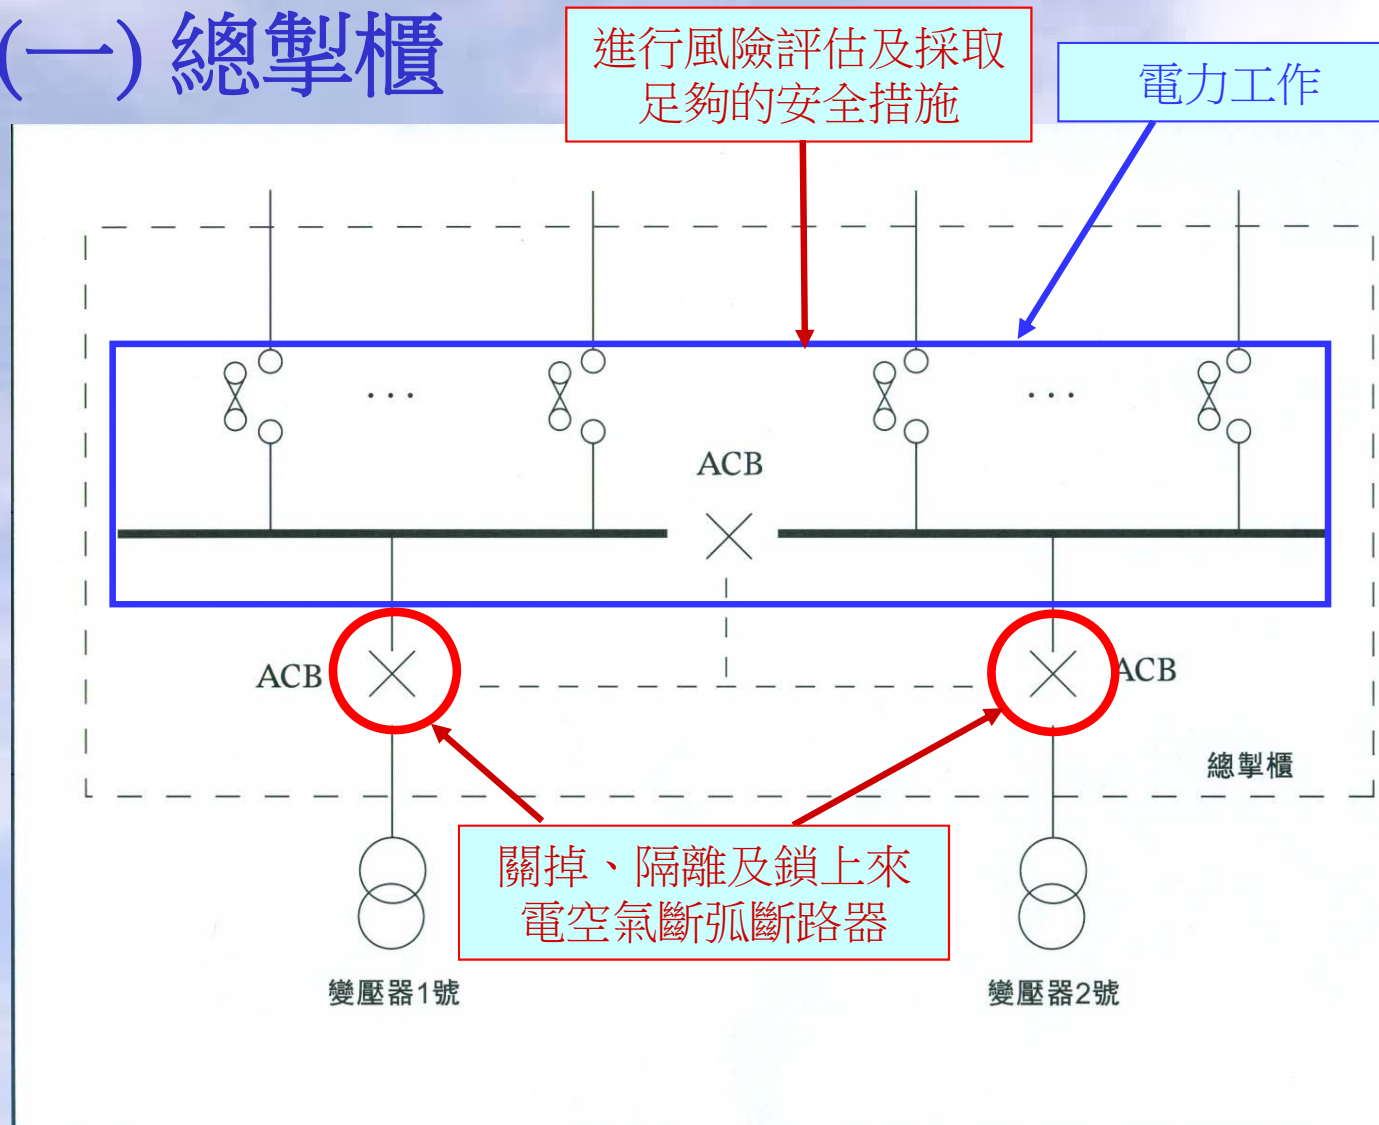 (一) 總掣櫃
進行風險評估及採取
足夠的安全措施
電力工作
. . .
. . .
ACB
ACB
ACB
總掣櫃
關掉、隔離及鎖上來
電空氣斷弧斷路器
變壓器1號
變壓器2號